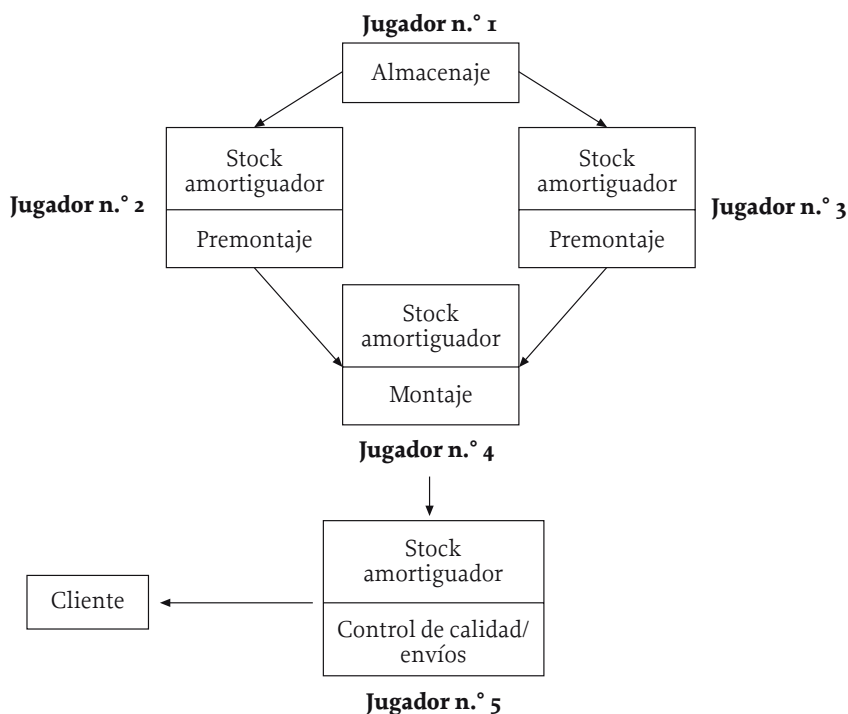 Jugador n.° 1
Almacenaje
Stock
amortiguador
Stock
amortiguador
Jugador n.° 2
Jugador n.° 3
Premontaje
Premontaje
Stock
amortiguador
Montaje
Jugador n.° 4
Stock
amortiguador
Cliente
Control de calidad/
envíos
Jugador n.° 5